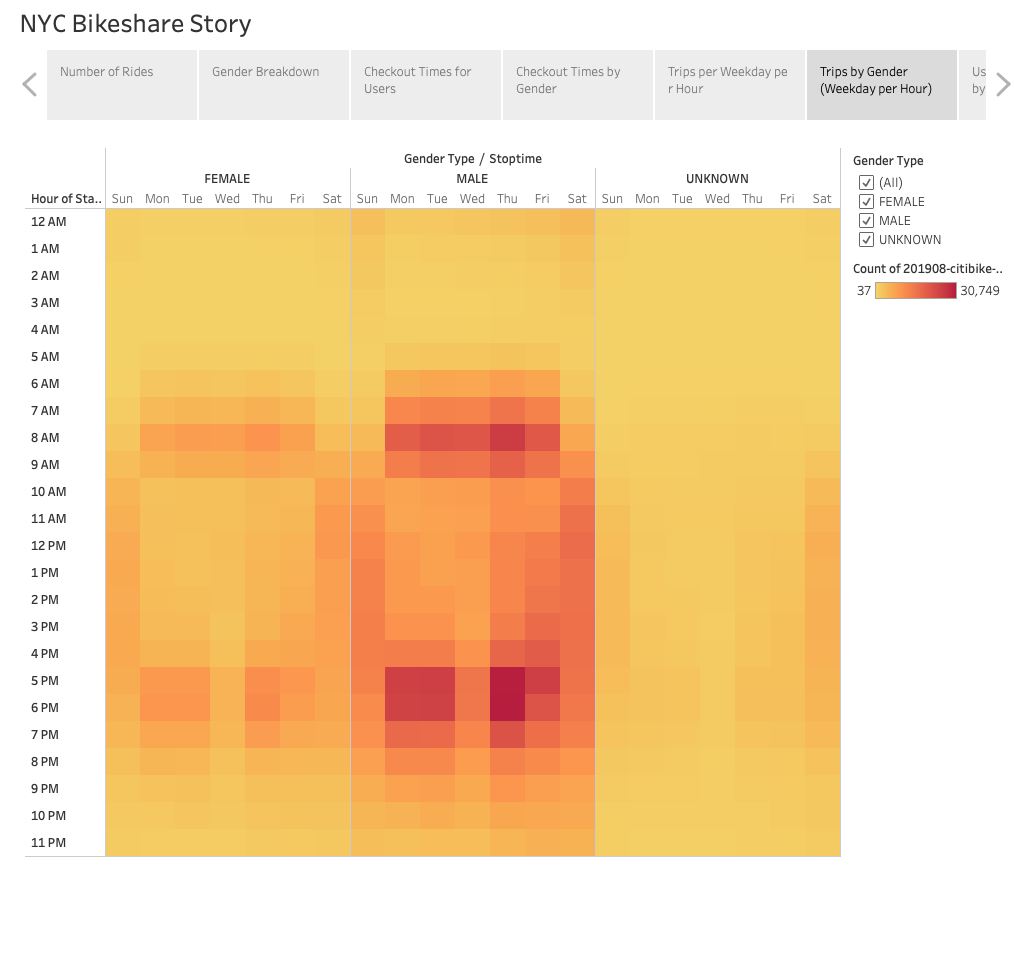 NYC Bikeshare Story
Number of Rides
Gender Breakdown
Checkout Times for
Users
Checkout Times by
Gender
Trips per Weekday pe
r Hour
Trips by Gender
(Weekday per Hour)
Us
by
Gender Type / Stoptime
FEMALE MALE UNKNOWN
Hour of Sta.. Sun Mon Tue Wed Thu Fri Sat Sun Mon Tue Wed Thu Fri Sat Sun Mon Tue Wed Thu Fri Sat
12 AM
1 AM
2 AM
3 AM
4 AM
5 AM
6 AM
7 AM
8 AM
9 AM
10 AM
11 AM
12 PM
1 PM
2 PM
3 PM
4 PM
5 PM
6 PM
7 PM
8 PM
9 PM
10 PM
11 PM
Gender Type
(All)
FEMALE
MALE
UNKNOWN
Count of 201908-citibike-..
37 30,749